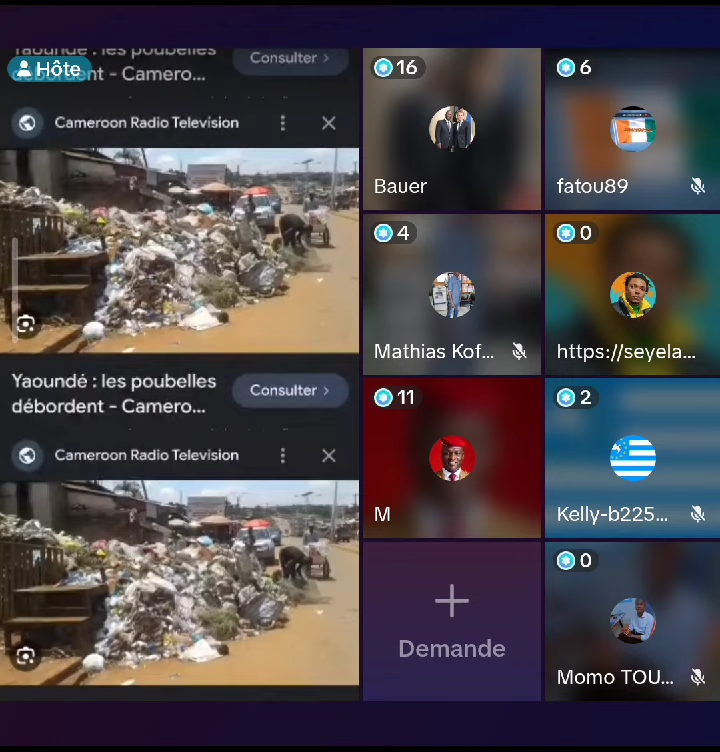 Yaoundé : les poubelles
débordent - Camero...
Consulter >
Hôte
Cameroon Radio Television
Yaoundé : les poubelles
débordent - Camero...
Consulter >
Cameroon Radio Television
16
Bauer
6
fatou89
4
Mathias Kof...
0
https://seyela...
11
M
2
Kelly-b225...
Demande
0
Momo TOU...